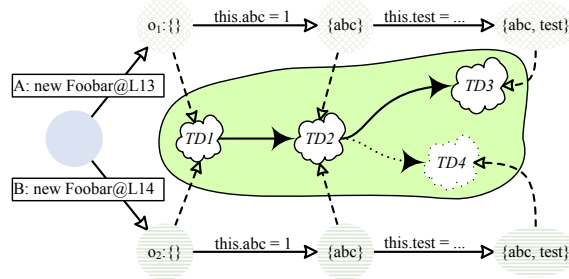 o₁:{} this.abc = 1 {abc} this.test = ... {abc, test}
A: new Foobar@L13
TD3
TD1 TD2
TD4
B: new Foobar@L14
o₂:{} this.abc = 1 {abc} this.test = ... {abc, test}